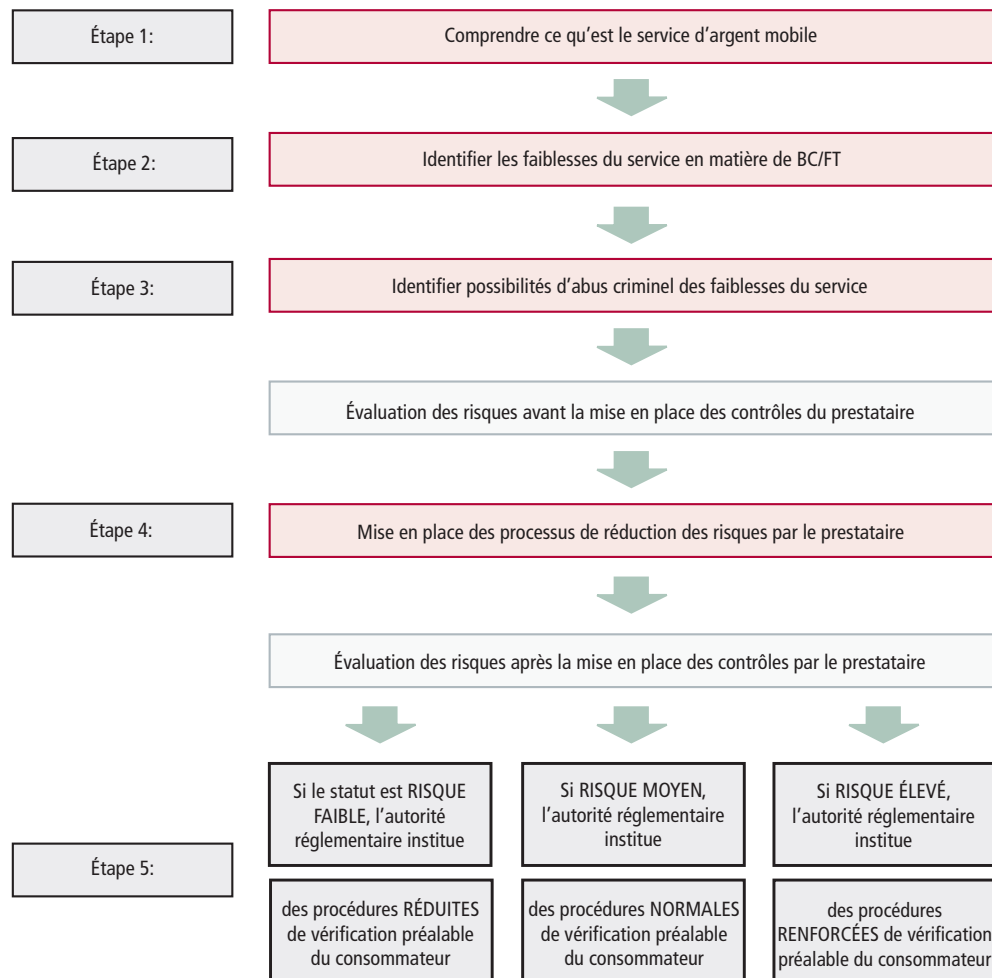 Étape 1:
Comprendre ce qu'est le service d'argent mobile
Étape 2:
Identifier les faiblesses du service en matière de BC/FT
Étape 3:
Identifier possibilités d'abus criminel des faiblesses du service
Évaluation des risques avant la mise en place des contrôles du prestataire
Étape 4:
Mise en place des processus de réduction des risques par le prestataire
Évaluation des risques après la mise en place des contrôles par le prestataire
Étape 5:
Si le statut est RISQUE
FAIBLE, l'autorité
réglementaire institue
des procédures RÉDUITES
de vérification préalable
du consommateur
Si RISQUE MOYEN,
l'autorité réglementaire
institue
des procédures NORMALES
de vérification préalable
du consommateur
Si RISQUE ÉLEVÉ,
l'autorité réglementaire
institue
des procédures
RENFORCÉES de vérification
préalable du consommateur